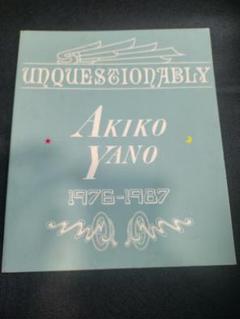 UNQUESTIONABLY
AKIKO
YANO
1976-1987